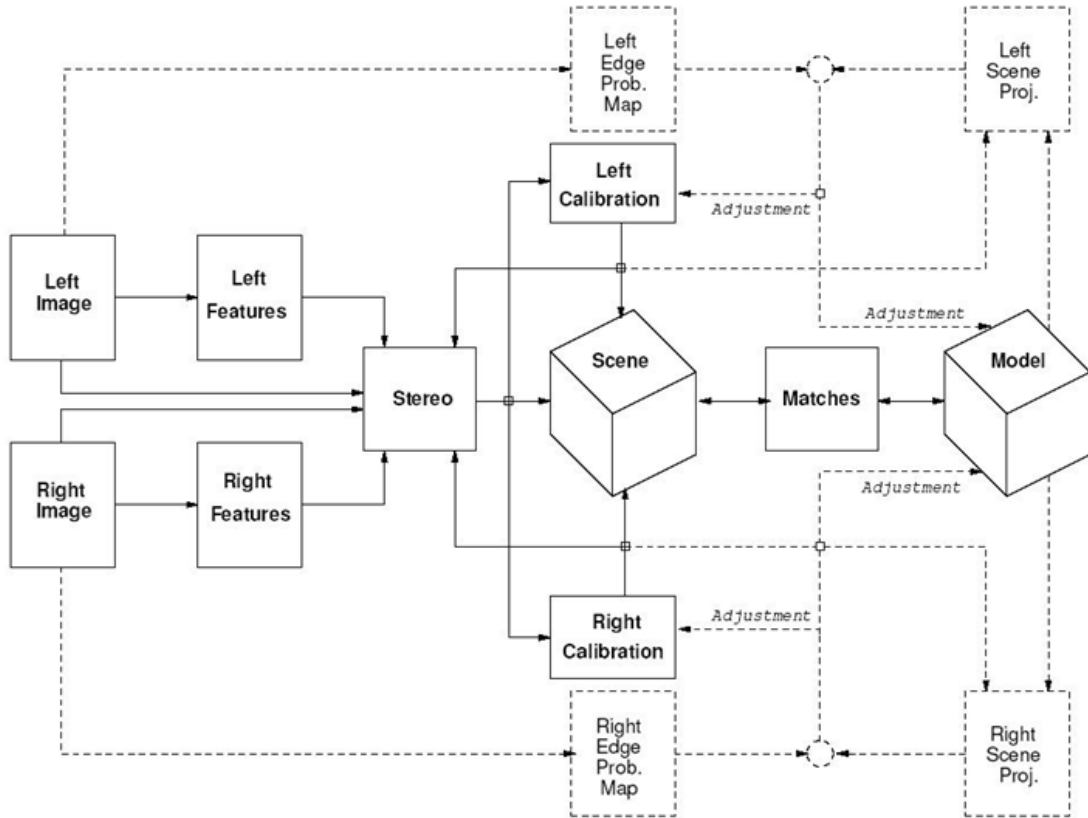 Left
Edge
Prob.
Map
Left
Scene
Proj.
Left
Calibration
Adjustment
Left
Image
Left
Features
Adjustment
Stereo
Scene
Matches
Model
Right
Image
Right
Features
Adjustment
Right
Calibration
Adjustment
Right
Edge
Prob.
Map
Right
Scene
Proj.